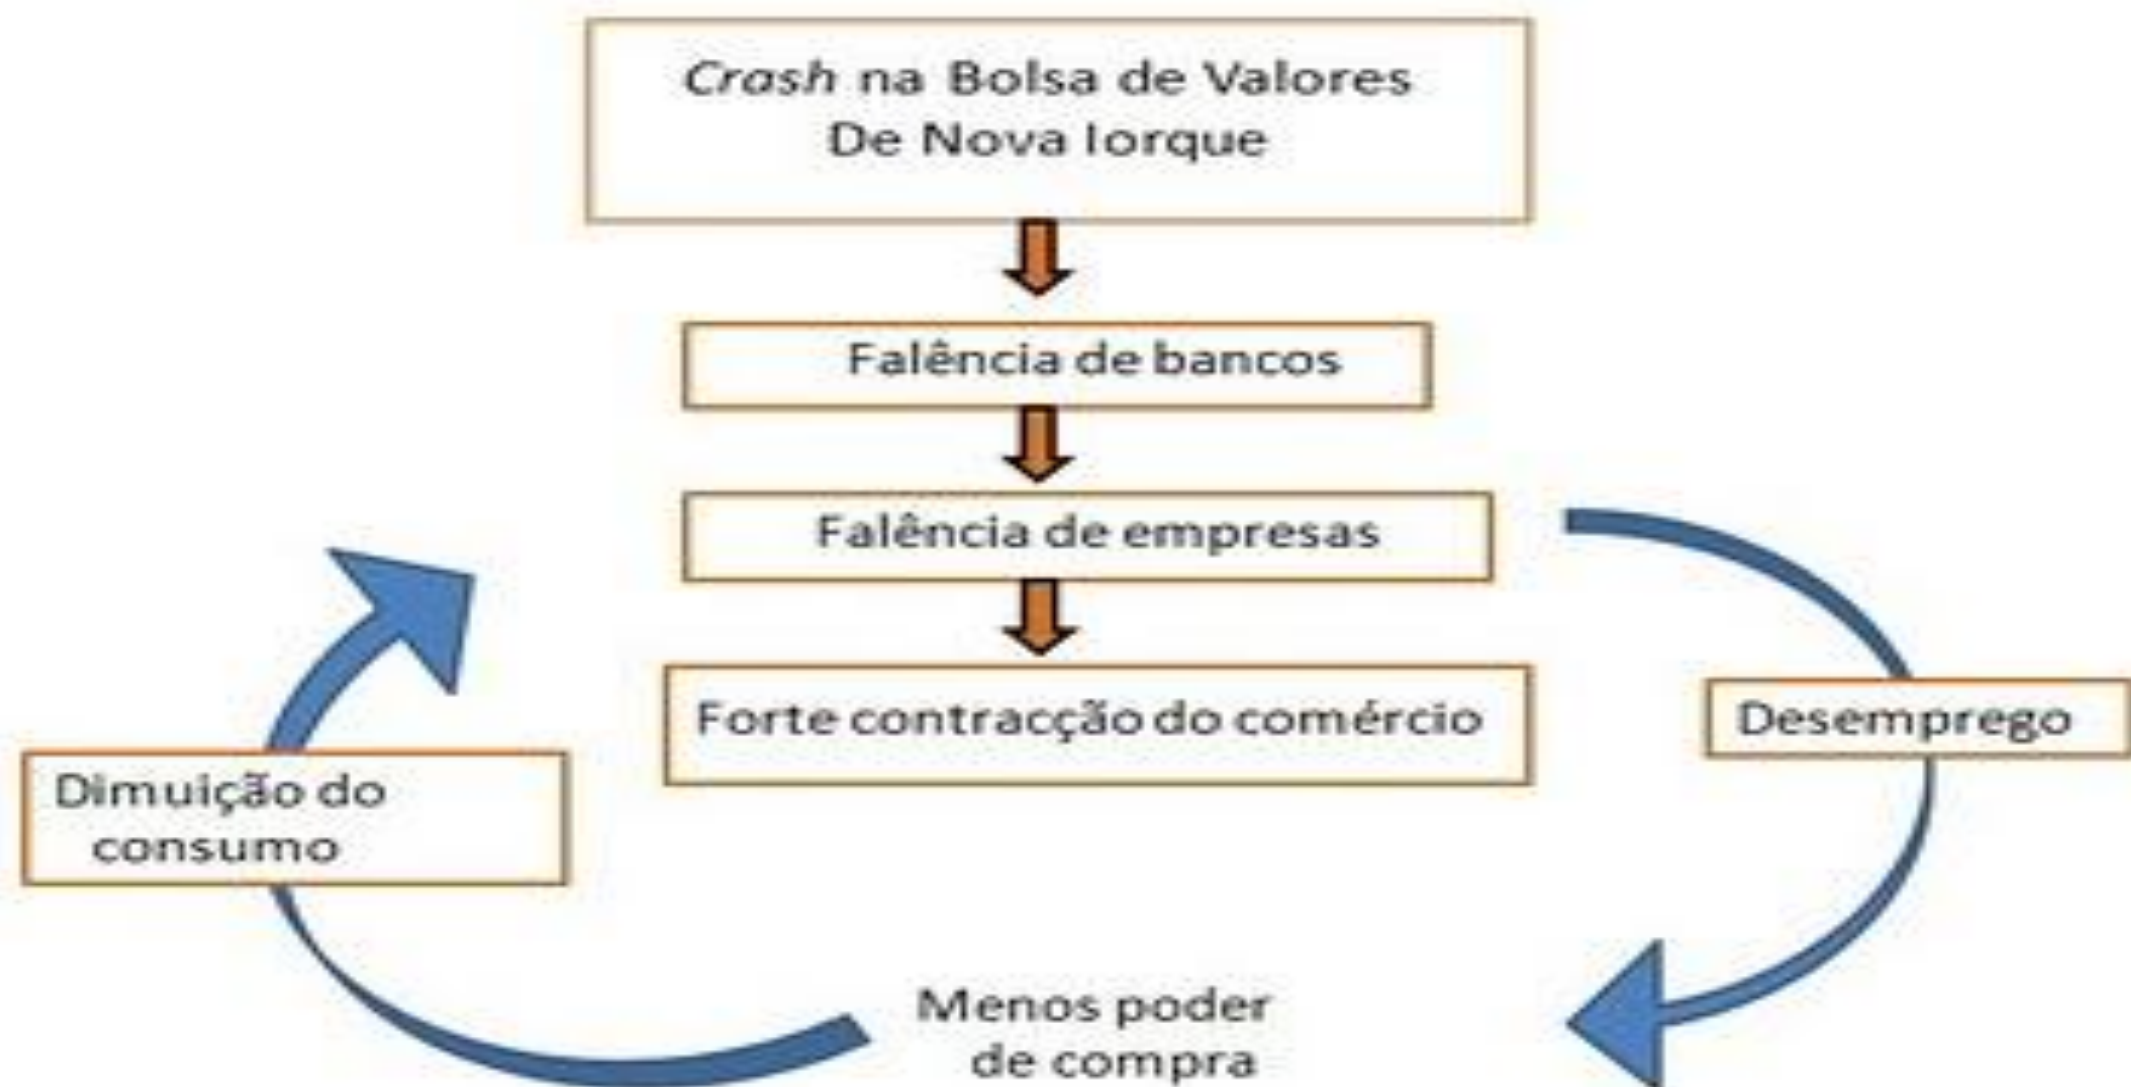 Crash na Bolsa de Valores
De Nova Iorque
Falência de bancos
Falência de empresas
Forte contracção do comércio
Desemprego
Dimuição do
consumo
Menos poder
de compra